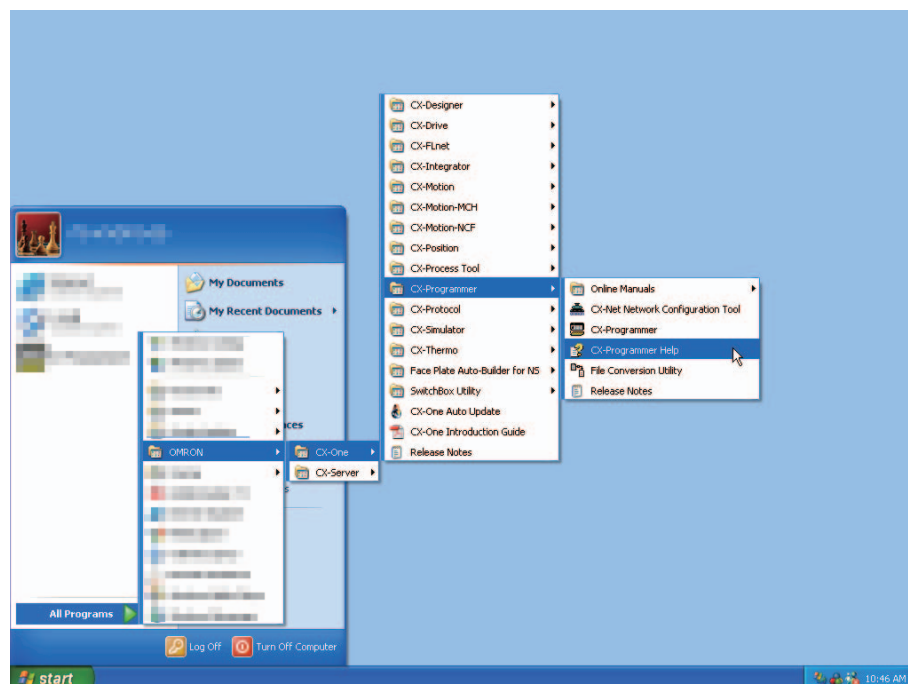 CX-Designer
CX-Drive
CX-FLnet
CX-Integrator
CX-Motion
CX-Motion-MCH
CX-Motion-NCF
CX-Position
CX-Process Tool
CX-Programmer
CX-Protocol
CX-Simulator
CX-Thermo
Face Plate Auto-Builder for NS
SwitchBox Utility
CX-One Auto Update
CX-One Introduction Guide
Release Notes
Online Manuals
CX-Net Network Configuration Tool
CX-Programmer
CX-Programmer Help
File Conversion Utility
Release Notes
My Documents
My Recent Documents
OMRON
CX-One
CX-Server
All Programs
Log Off
Turn Off Computer
start
10:46 AM